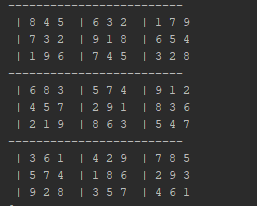 -------------------------
| 8 4 5 | 6 3 2 | 1 7 9
| 7 3 2 | 9 1 8 | 6 5 4
| 1 9 6 | 7 4 5 | 3 2 8
-------------------------
| 6 8 3 | 5 7 4 | 9 1 2
| 4 5 7 | 2 9 1 | 8 3 6
| 2 1 9 | 8 6 3 | 5 4 7
-------------------------
| 3 6 1 | 4 2 9 | 7 8 5
| 5 7 4 | 1 8 6 | 2 9 3
| 9 2 8 | 3 5 7 | 4 6 1